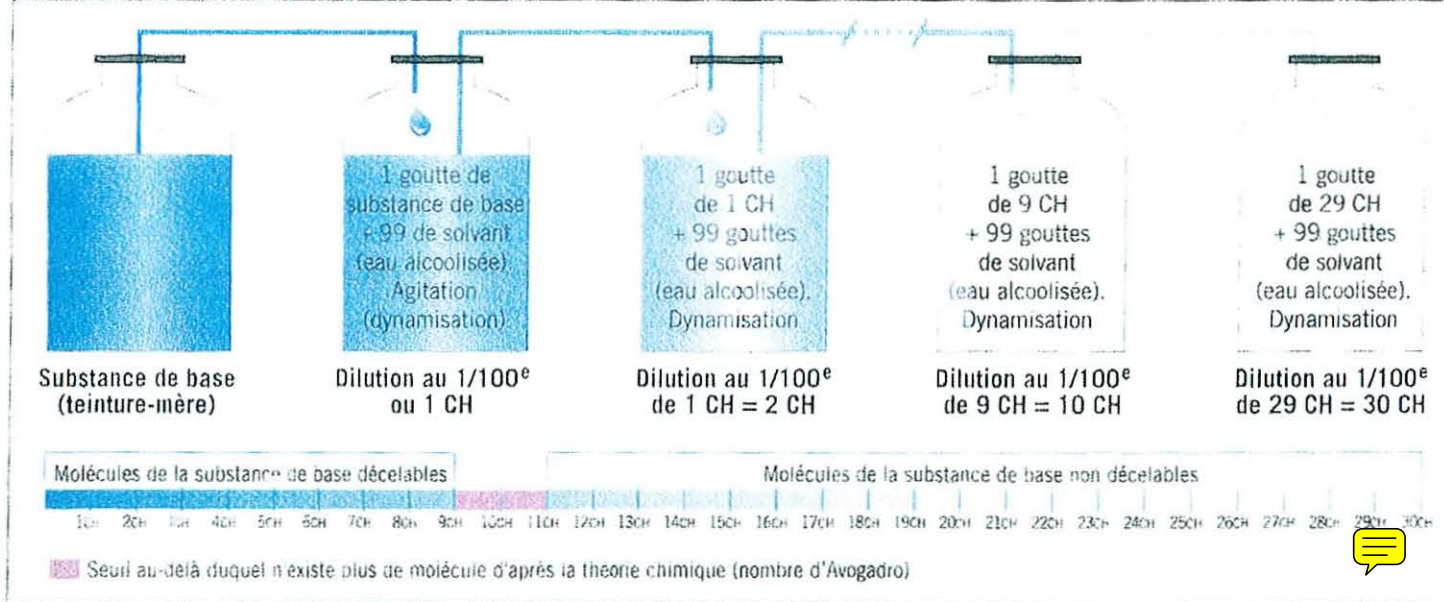 1 goutte de
substance de base
+ 99 de solvant
(eau alcoolisée).
Agitation
(dynamisation)
1 goutte
de 1 CH
+ 99 gouttes
de solvant
(eau alcoolisée).
Dynamisation
1 goutte
de 9 CH
+ 99 gouttes
de solvant
(eau alcoolisée).
Dynamisation
1 goutte
de 29 CH
+ 99 gouttes
de solvant
(eau alcoolisée).
Dynamisation
Substance de base
(teinture-mère)
Dilution au 1/100e
ou 1 CH
Dilution au 1/100e
de 1 CH = 2 CH
Dilution au 1/100e
de 9 CH = 10 CH
Dilution au 1/100e
de 29 CH = 30 CH
Molécules de la substance de base décelables
Molécules de la substance de base non décelables
1CH 2CH 3CH 4CH 5CH 6CH 7CH 8CH 9CH 10CH 11CH 12CH 13CH 14CH 15CH 16CH 17CH 18CH 19CH 20CH 21CH 22CH 23CH 24CH 25CH 26CH 27CH 28CH 29CH 30CH
Seuil au-delà duquel n'existe plus de molécule d'après la théorie chimique (nombre d'Avogadro)